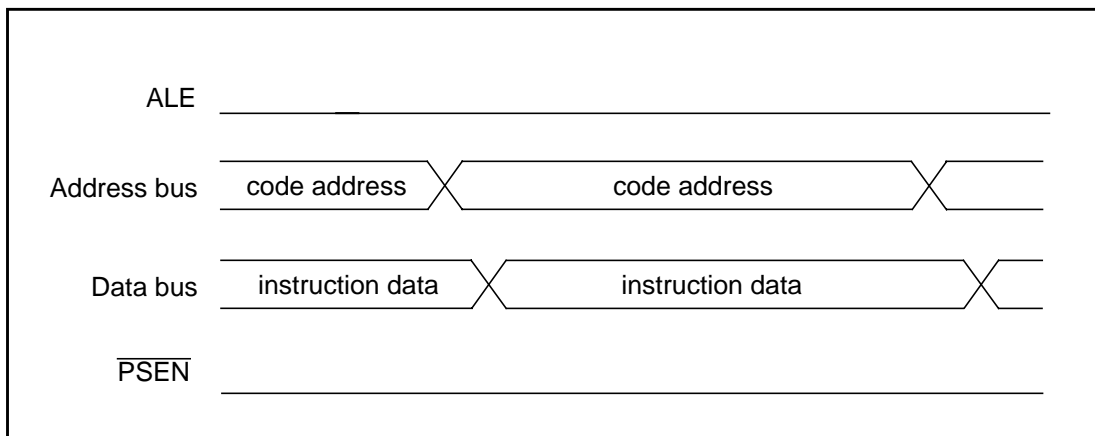 ALE
Address bus code address code address
Data bus instruction data instruction data
PSEN